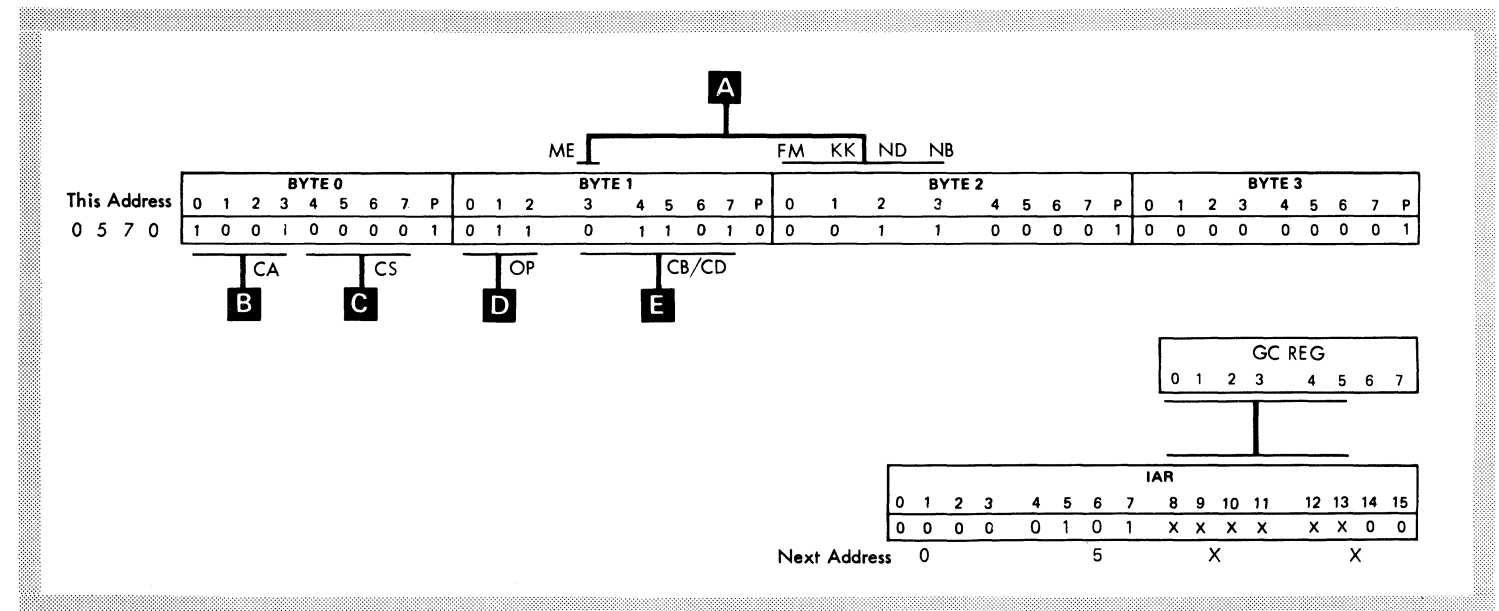 A
ME FM KK ND NB
BYTE 0 BYTE 1 BYTE 2 BYTE 3
This Address 0 1 2 3 4 5 6 7 P 0 1 2 3 4 5 6 7 P 0 1 2 3 4 5 6 7 P 0 1 2 3 4 5 6 7 P
0 5 7 0 1 0 0 1 0 0 0 0 1 0 1 1 0 1 1 0 1 0 0 0 1 1 0 0 0 0 1 0 0 0 0 0 0 0 0 1
CA CS OP CB/CD
B C D E
GC REG
0 1 2 3 4 5 6 7
IAR
0 1 2 3 4 5 6 7 8 9 10 11 12 13 14 15
0 0 0 0 0 1 0 1 X X X X X X 0 0
Next Address 0 5 X X